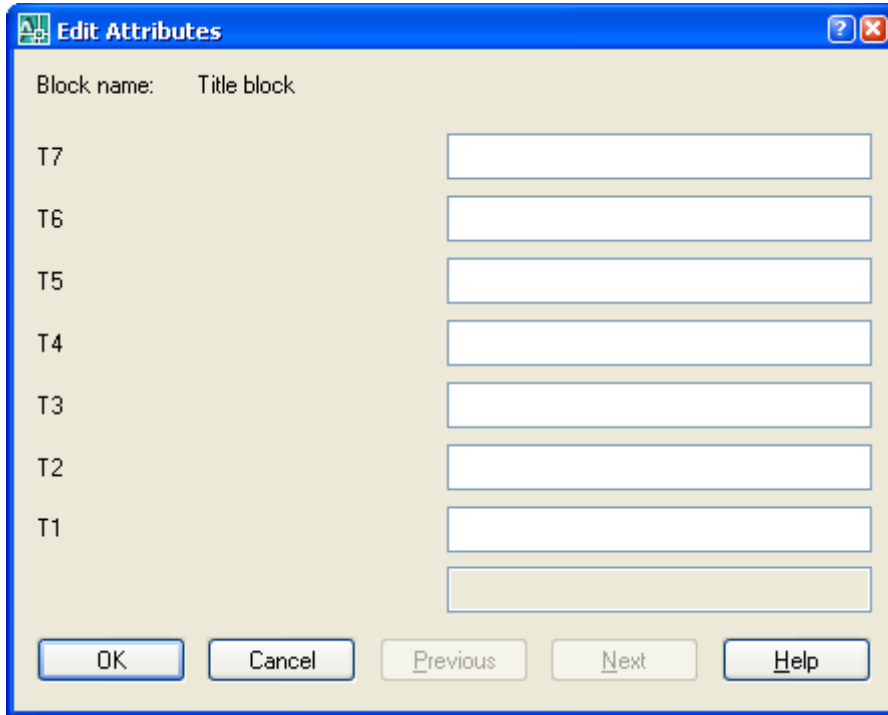 Edit Attributes
Block name: Title block
T7
T6
T5
T4
T3
T2
T1
OK Cancel Previous Next Help